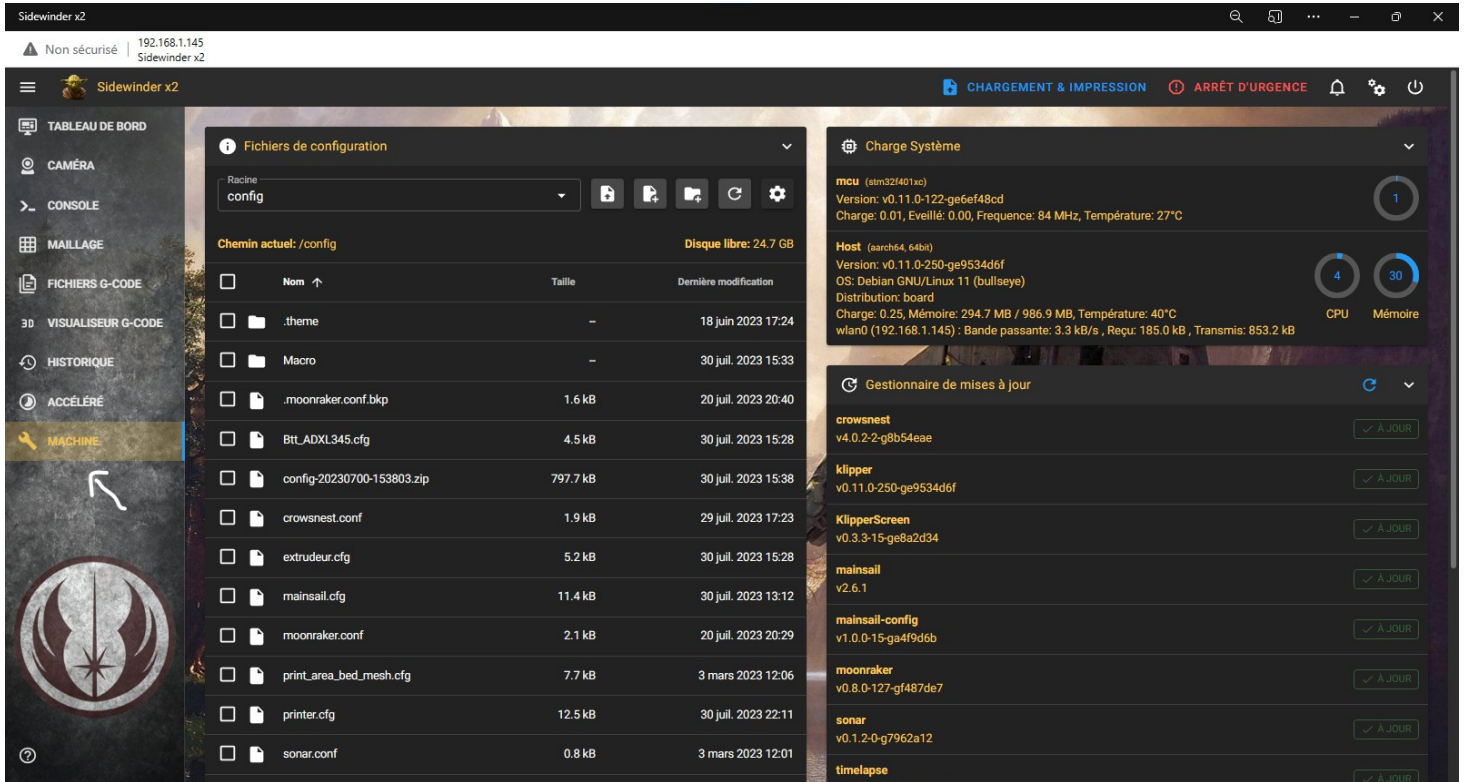 Sidewinder x2
Non sécurisé
192.168.1.145
Sidewinder x2
Sidewinder x2
CHARGEMENT & IMPRESSION
ARRÊT D'URGENCE
TABLEAU DE BORD
CAMÉRA
CONSOLE
MAILLAGE
FICHIERS G-CODE
3D VISUALISEUR G-CODE
HISTORIQUE
ACCÉLÉRÉ
MACHINE
Fichiers de configuration
Racine
config
Chemin actuel: /config Disque libre: 24.7 GB
Nom Taille Dernière modification
.theme – 18 juin 2023 17:24
Macro – 30 juil. 2023 15:33
.moonraker.conf.bkp 1.6 kB 20 juil. 2023 20:40
Btt_ADXL345.cfg 4.5 kB 30 juil. 2023 15:28
config-20230700-153803.zip 797.7 kB 30 juil. 2023 15:38
crowsnest.conf 1.9 kB 29 juil. 2023 17:23
extrudeur.cfg 5.2 kB 30 juil. 2023 15:28
mainsail.cfg 11.4 kB 30 juil. 2023 13:12
moonraker.conf 2.1 kB 20 juil. 2023 20:29
print_area_bed_mesh.cfg 7.7 kB 3 mars 2023 12:06
printer.cfg 12.5 kB 30 juil. 2023 22:11
sonar.conf 0.8 kB 3 mars 2023 12:01
Charge Système
mcu (stm32f401xc)
Version: v0.11.0-122-ge6ef48cd
Charge: 0.01, Eveillé: 0.00, Frequence: 84 MHz, Température: 27°C
1
Host (aarch64, 64bit)
Version: v0.11.0-250-ge9534d6f
OS: Debian GNU/Linux 11 (bullseye)
Distribution: board
Charge: 0.25, Mémoire: 294.7 MB / 986.9 MB, Température: 40°C
wlan0 (192.168.1.145) : Bande passante: 3.3 kB/s , Reçu: 185.0 kB , Transmis: 853.2 kB
4 30
CPU Mémoire
Gestionnaire de mises à jour
crowsnest
v4.0.2-2-g8b54eae
À JOUR
klipper
v0.11.0-250-ge9534d6f
À JOUR
KlipperScreen
v0.3.3-15-ge8a2d34
À JOUR
mainsail
v2.6.1
À JOUR
mainsail-config
v1.0.0-15-ga4f9d6b
À JOUR
moonraker
v0.8.0-127-gf487de7
À JOUR
sonar
v0.1.2-0-g7962a12
À JOUR
timelapse
À JOUR